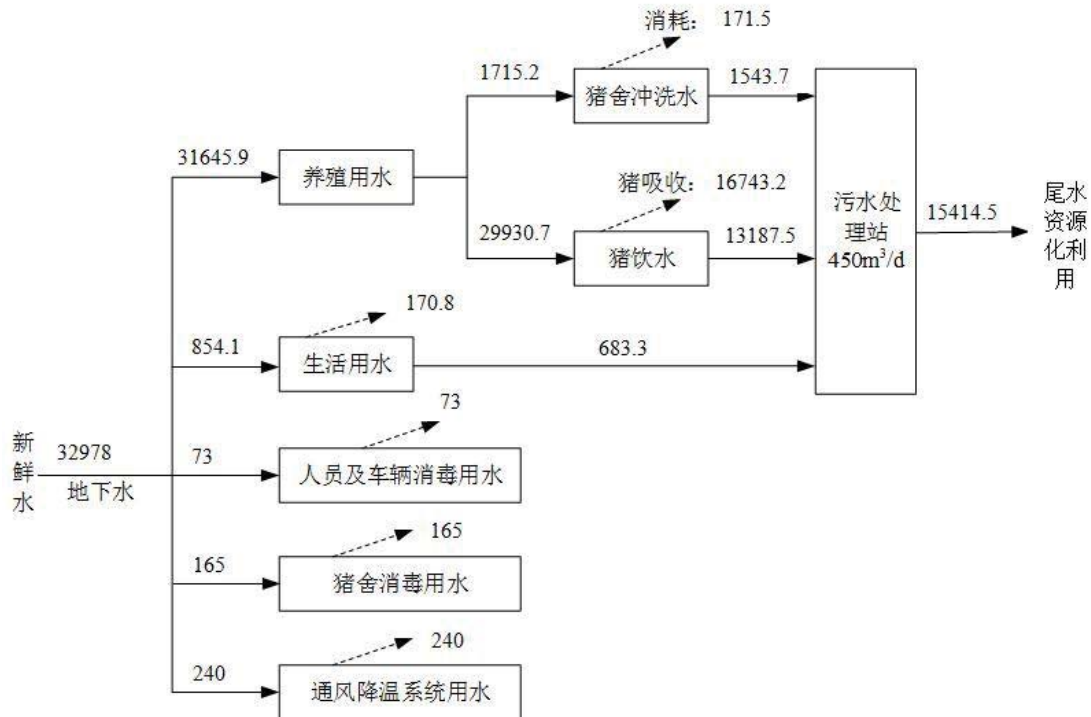 消耗： 171.5
1715.2
猪舍冲洗水
1543.7
31645.9
养殖用水
猪吸收： 16743.2
29930.7
猪饮水
13187.5
污水处
理站
450m³/d
15414.5
尾水
资源
化利
用
170.8
854.1
生活用水
683.3
新
鲜
水
32978
地下水
73
73
人员及车辆消毒用水
165
165
猪舍消毒用水
240
240
通风降温系统用水